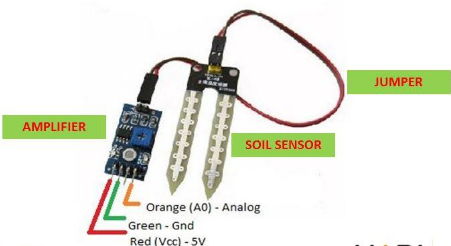 JUMPER
AMPLIFIER
SOIL SENSOR
Orange (A0) - Analog
Green - Gnd
Red (Vcc) - 5V